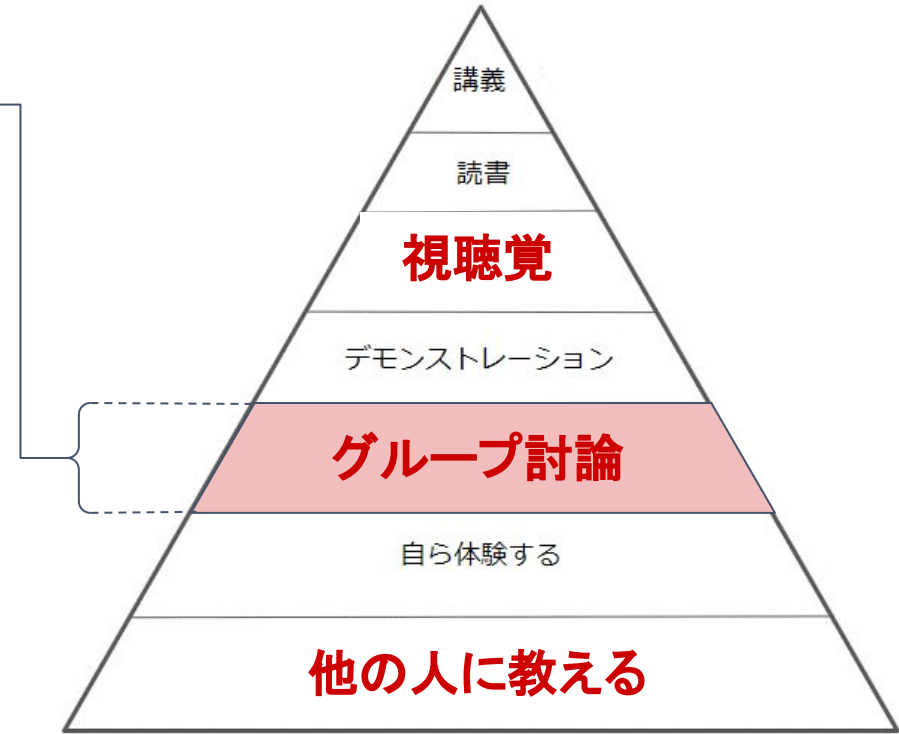 講義
読書
視聴覚
デモンストレーション
グループ討論
自ら体験する
他の人に教える